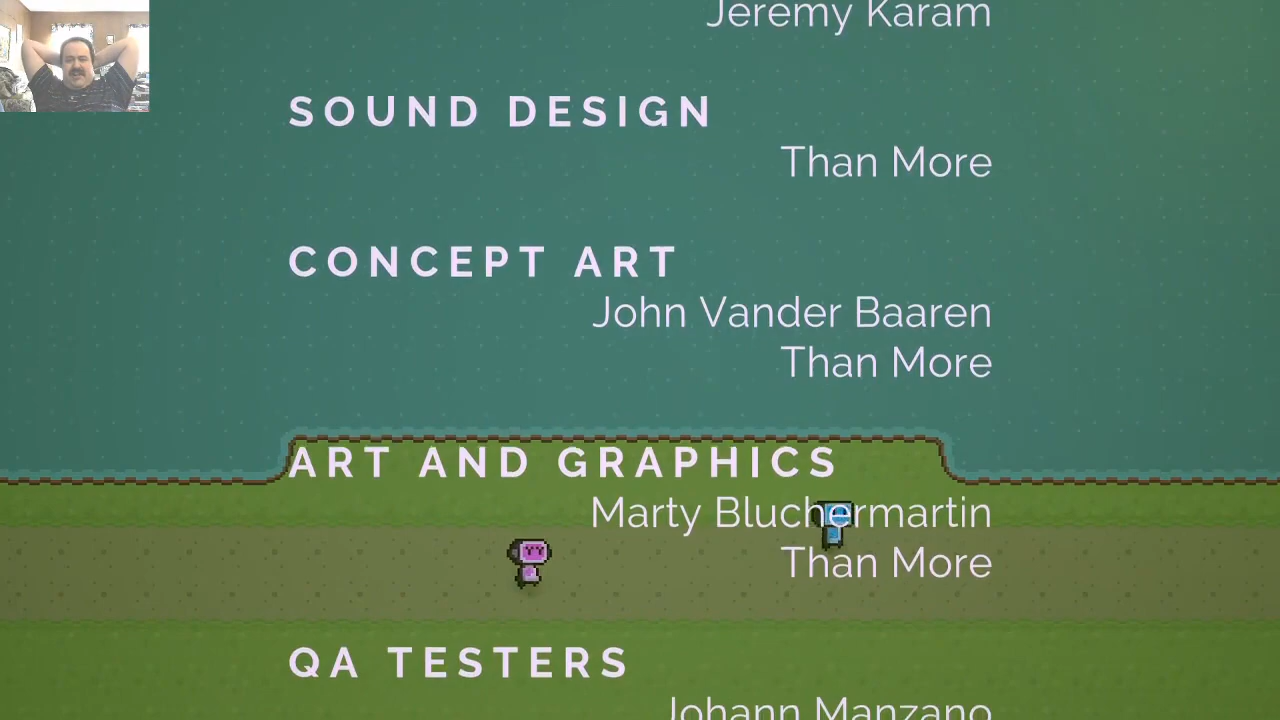 Jeremy Karam
SOUND DESIGN
Than More
CONCEPT ART
John Vander Baaren
Than More
ART AND GRAPHICS
Marty Bluchermartin
Than More
QA TESTERS
Johann Manzano